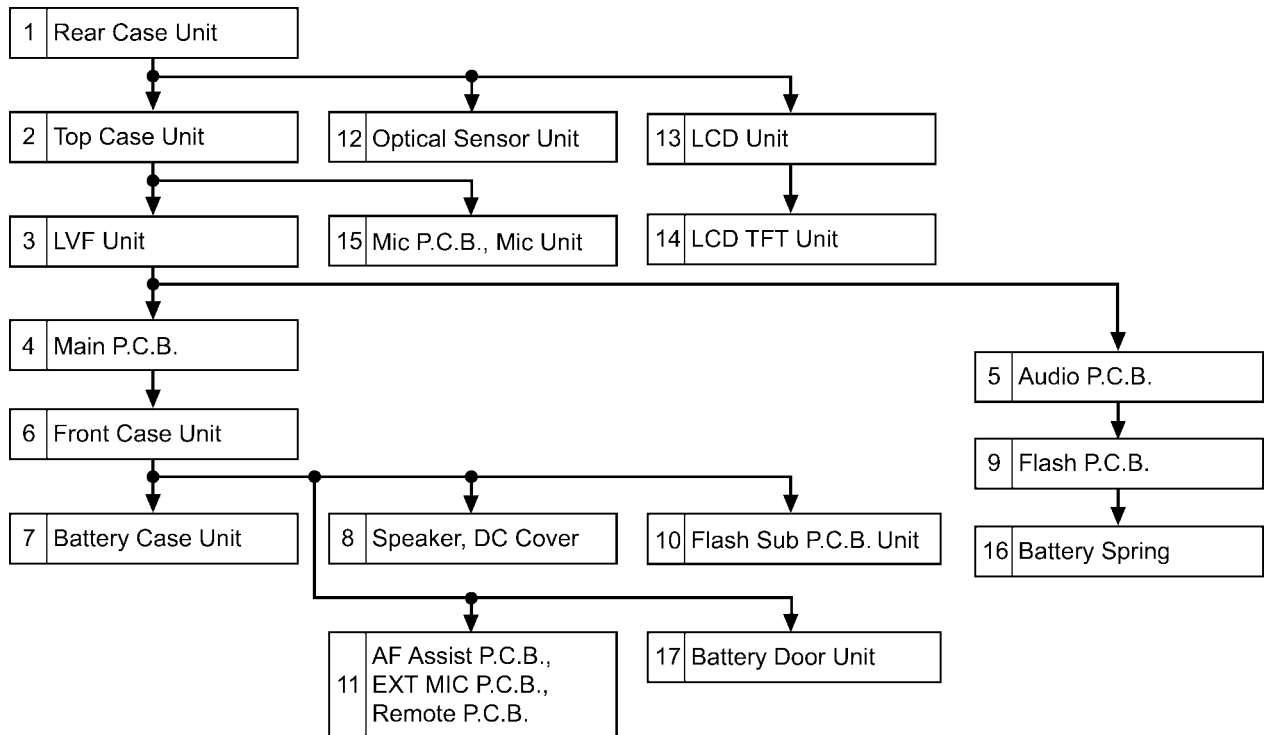 1 Rear Case Unit
2 Top Case Unit
12 Optical Sensor Unit
13 LCD Unit
3 LVF Unit
15 Mic P.C.B., Mic Unit
14 LCD TFT Unit
4 Main P.C.B.
5 Audio P.C.B.
6 Front Case Unit
9 Flash P.C.B.
7 Battery Case Unit
8 Speaker, DC Cover
10 Flash Sub P.C.B. Unit
16 Battery Spring
11 AF Assist P.C.B.,
EXT MIC P.C.B.,
Remote P.C.B.
17 Battery Door Unit